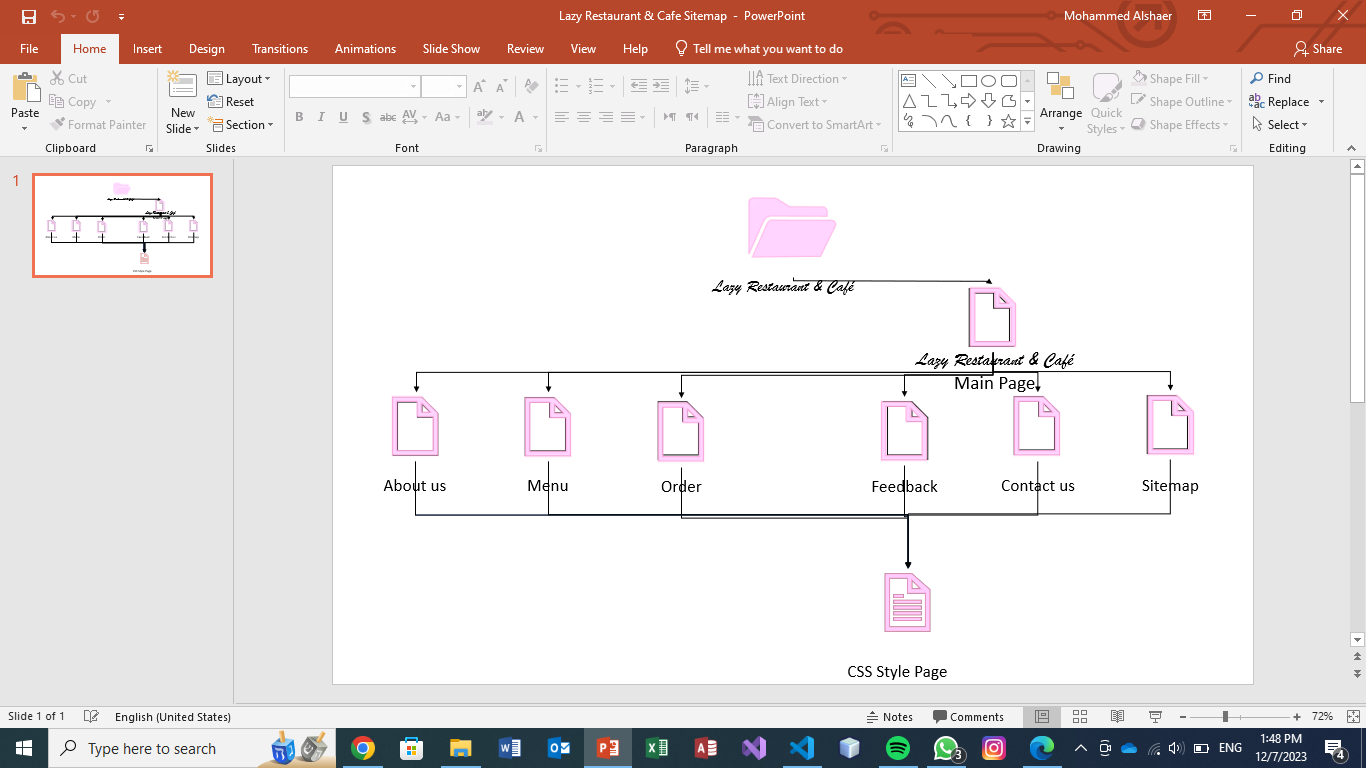 Lazy Restaurant & Cafe Sitemap - PowerPoint
Mohammed Alshaer
File Home Insert Design Transitions Animations Slide Show Review View Help Tell me what you want to do Share
Paste
Cut
Copy
Format Painter
Clipboard
New Slide
Layout
Reset
Section
Slides
B I U S abc AV Aa A
Font
Text Direction
Align Text
Convert to SmartArt
Paragraph
Arrange
Quick Styles
Shape Fill
Shape Outline
Shape Effects
Drawing
Find
Replace
Select
Editing
1
Lazy Restaurant & Café
Lazy Restaurant & Café
Main Page
About us Menu Order Feedback Contact us Sitemap
CSS Style Page
Slide 1 of 1 English (United States) Notes Comments 72%
Type here to search
3
ENG
1:48 PM
12/7/2023
4